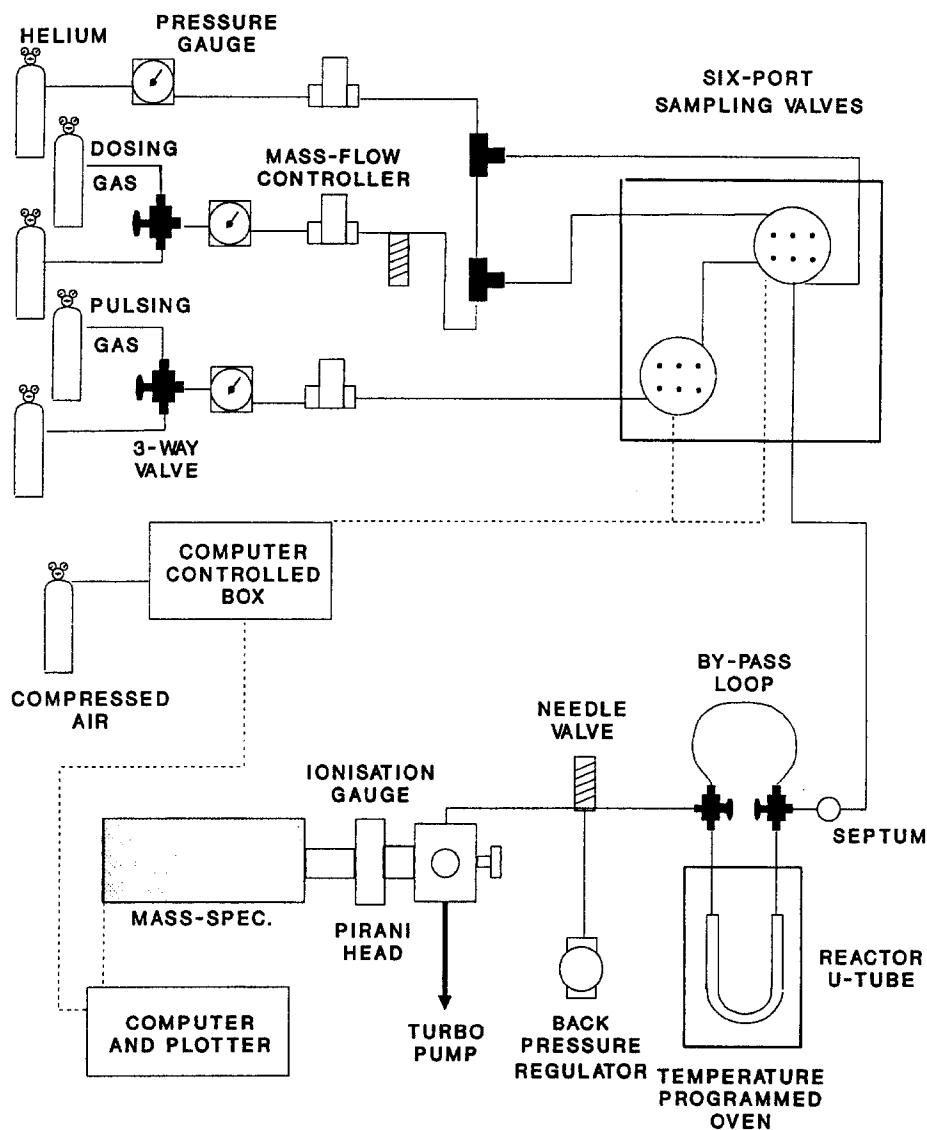 HELIUM
PRESSURE
GAUGE
SIX-PORT
SAMPLING VALVES
DOSING
GAS
MASS-FLOW
CONTROLLER
PULSING
GAS
3-WAY
VALVE
COMPUTER
CONTROLLED
BOX
COMPRESSED
AIR
BY-PASS
LOOP
NEEDLE
VALVE
IONISATION
GAUGE
SEPTUM
MASS-SPEC.
PIRANI
HEAD
REACTOR
U-TUBE
COMPUTER
AND PLOTTER
TURBO
PUMP
BACK
PRESSURE
REGULATOR
TEMPERATURE
PROGRAMMED
OVEN